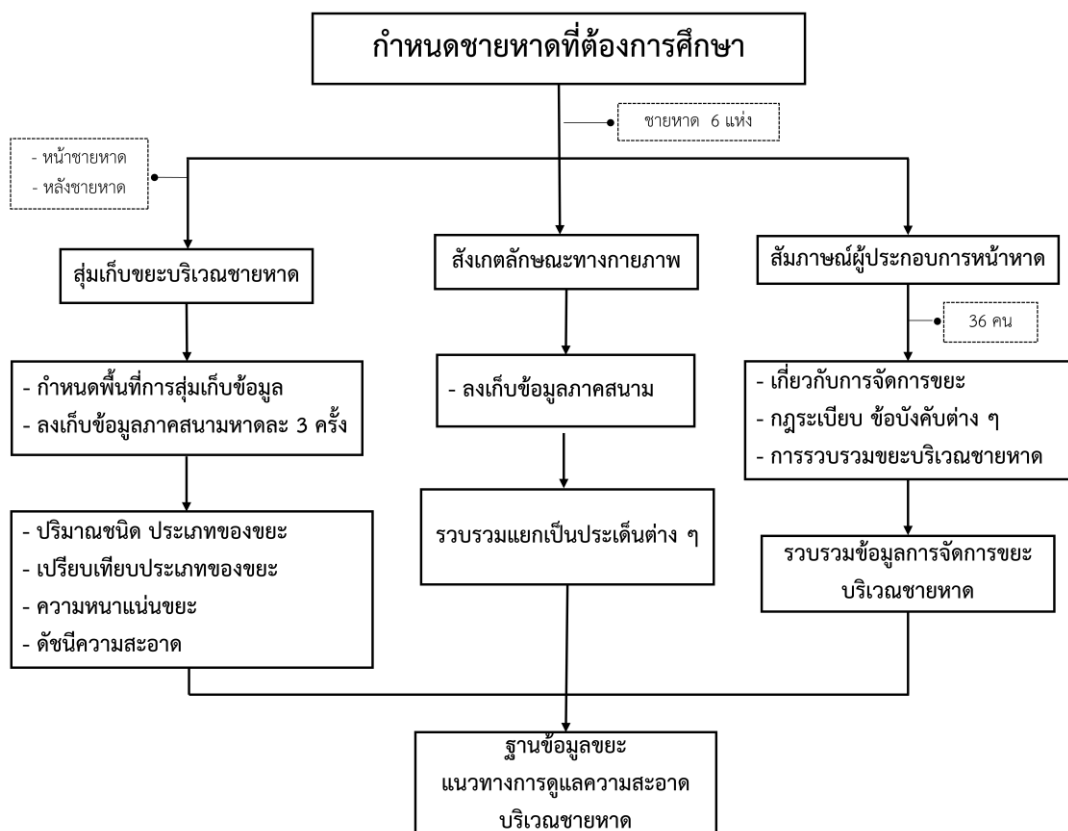 กำหนดชายหาดที่ต้องการศึกษา
ชายหาด 6 แห่ง
- หน้าชายหาด
- หลังชายหาด
สุ่มเก็บขยะบริเวณชายหาด
สังเกตลักษณะทางกายภาพ
สัมภาษณ์ผู้ประกอบการหน้าหาด
36 คน
- กำหนดพื้นที่การสุ่มเก็บข้อมูล
- ลงเก็บข้อมูลภาคสนามหาดละ 3 ครั้ง
- ลงเก็บข้อมูลภาคสนาม
- เกี่ยวกับการจัดการขยะ
- กฎระเบียบ ข้อบังคับต่าง ๆ
- การรวบรวมขยะบริเวณชายหาด
- ปริมาณชนิด ประเภทของขยะ
- เปรียบเทียบประเภทของขยะ
- ความหนาแน่นขยะ
- ดัชนีความสะอาด
รวบรวมแยกเป็นประเด็นต่าง ๆ
รวบรวมข้อมูลการจัดการขยะ
บริเวณชายหาด
ฐานข้อมูลขยะ
แนวทางการดูแลความสะอาด
บริเวณชายหาด